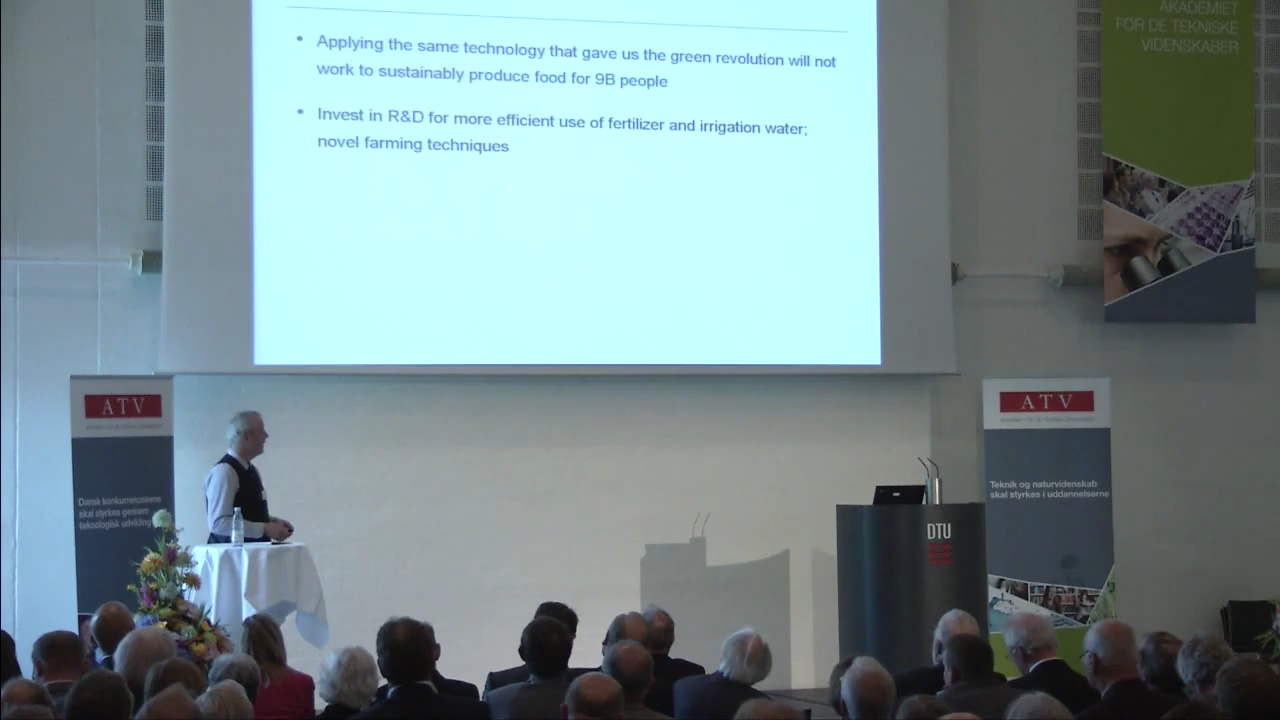 • Applying the same technology that gave us the green revolution will not
work to sustainably produce food for 9B people
• Invest in R&D for more efficient use of fertilizer and irrigation water;
novel farming techniques
AKADEMIET
FOR DE TEKNISKE
VIDENSKABER
ATV
Dansk konkurrenceevne
skal styrkes gennem
teknologisk udvikling
ATV
Teknik og naturvidenskab
skal styrkes i uddannelserne
DTU